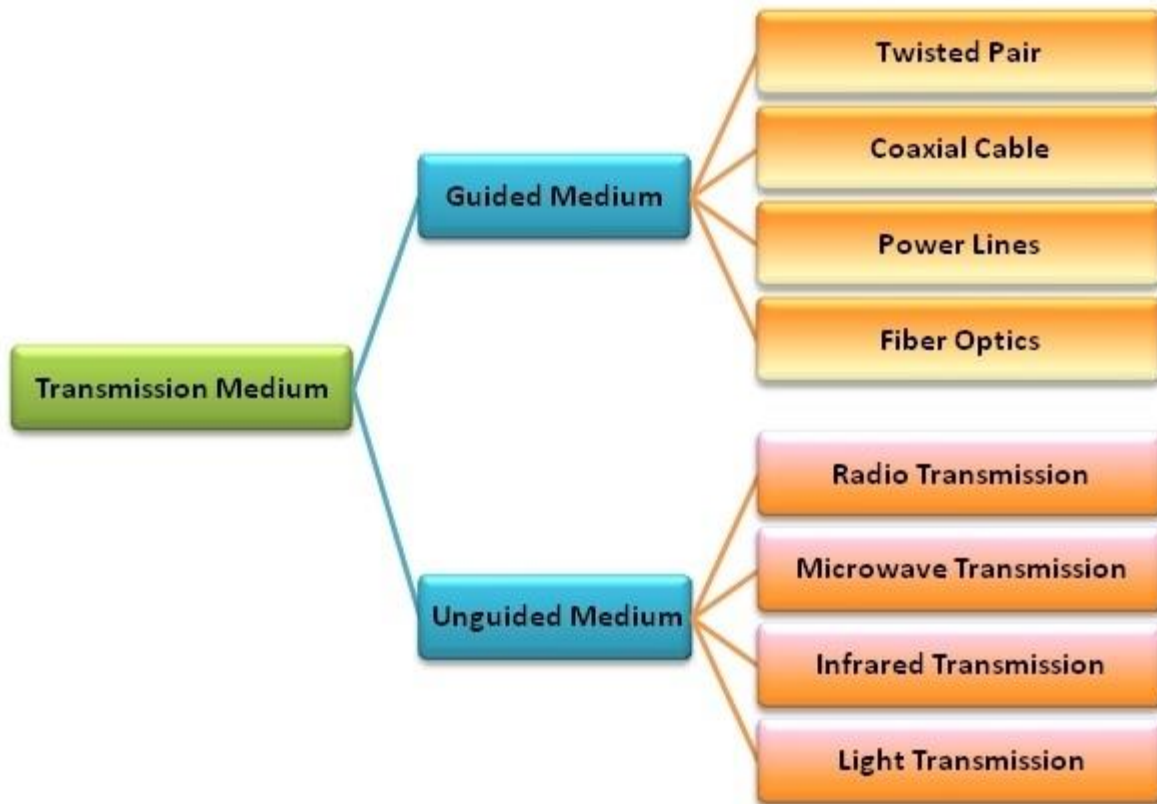 Transmission Medium
Guided Medium
Twisted Pair
Coaxial Cable
Power Lines
Fiber Optics
Unguided Medium
Radio Transmission
Microwave Transmission
Infrared Transmission
Light Transmission